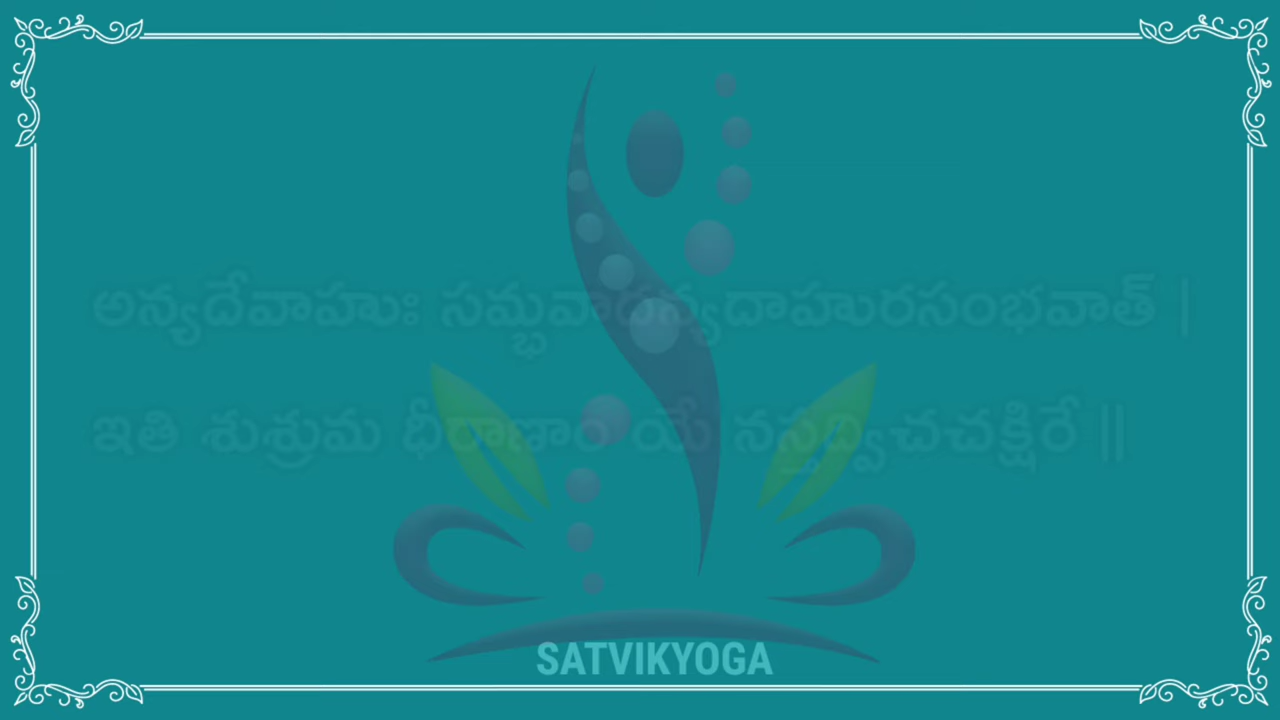 అన్యదేవాహుః సమ్భవాదన్యదాహురసంభవాత్ |
ఇతి శుశ్రుమ ధీరాణాం యే నస్తద్విచచక్షిరే ||
SATVIKYOGA